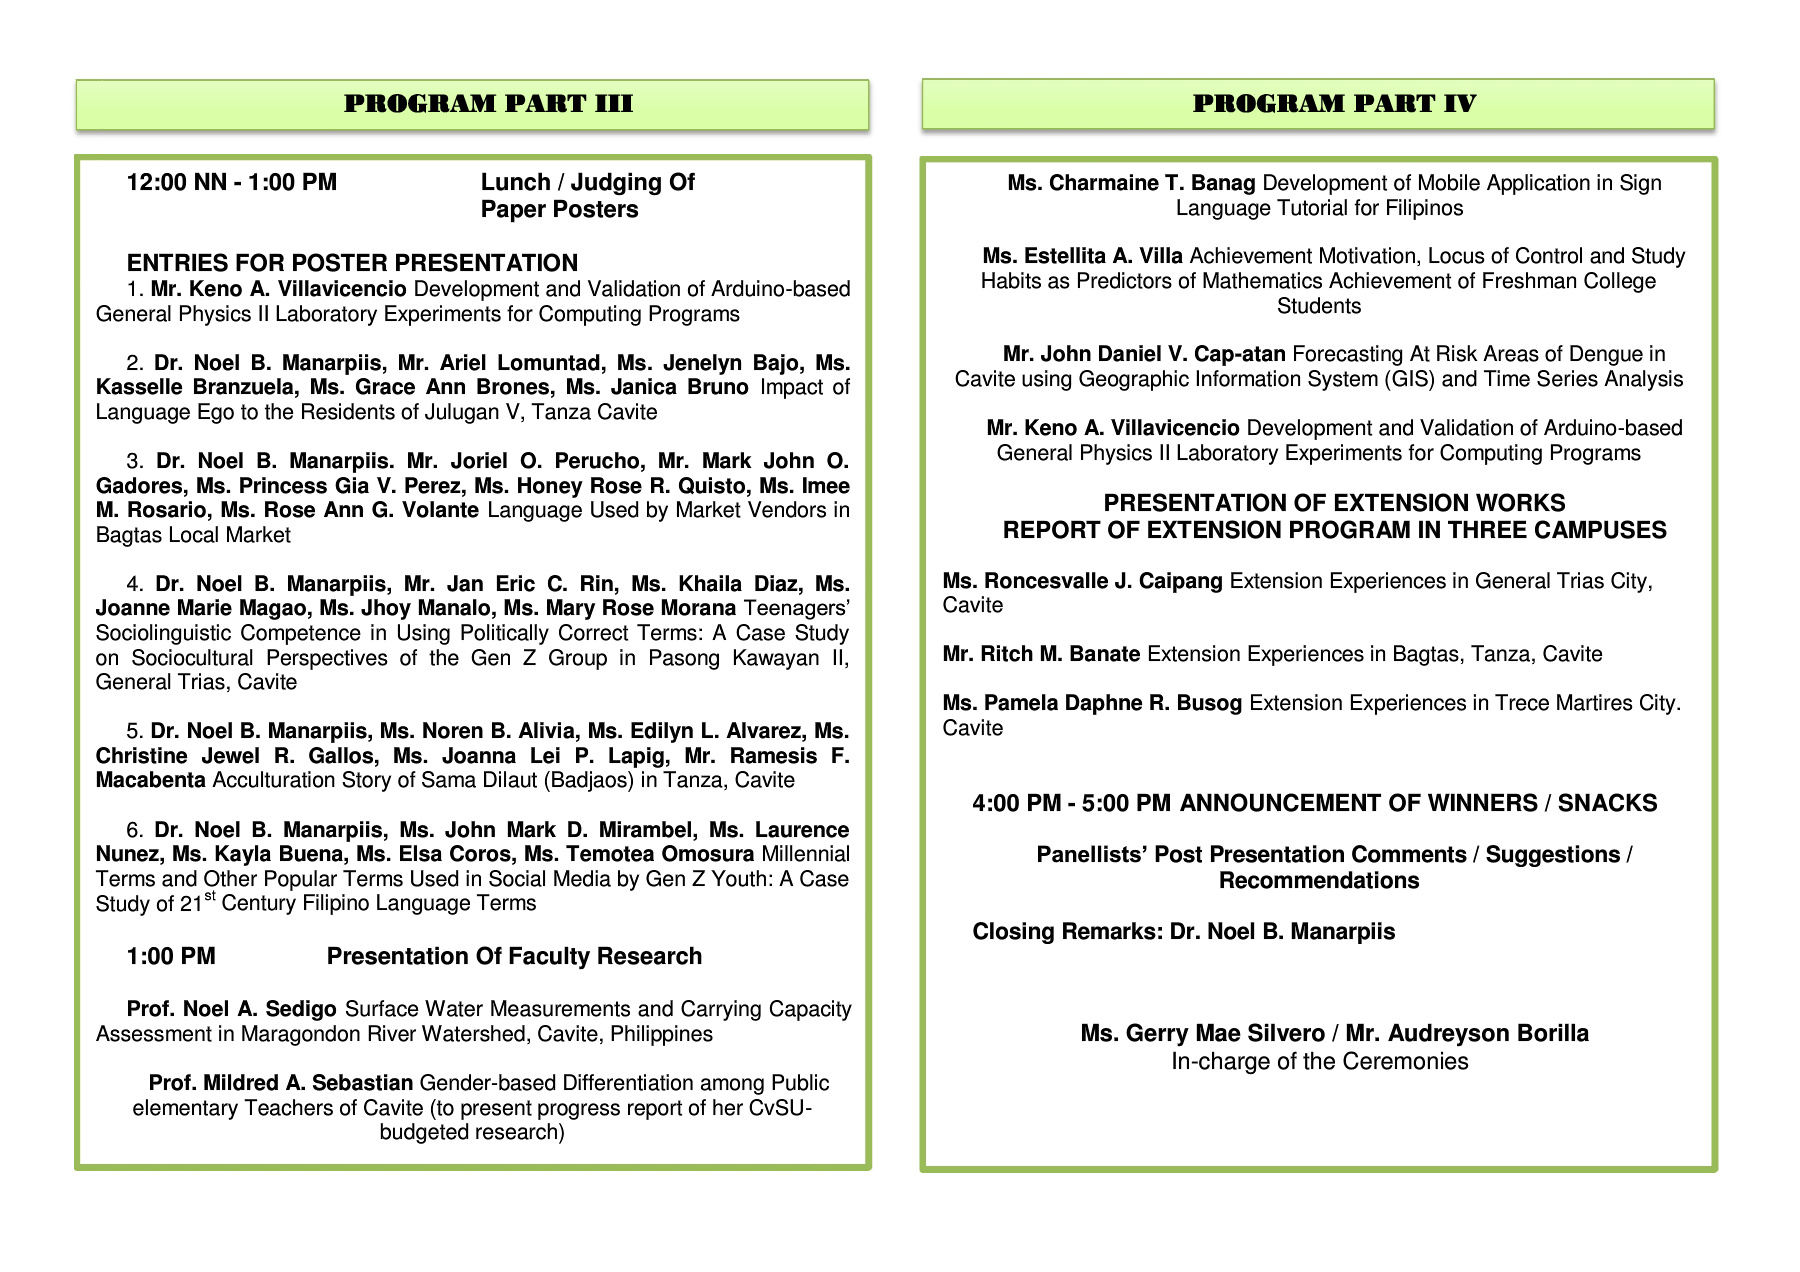 PROGRAM PART III
12:00 NN - 1:00 PM Lunch / Judging Of
Paper Posters
ENTRIES FOR POSTER PRESENTATION
1. Mr. Keno A. Villavicencio Development and Validation of Arduino-based
General Physics II Laboratory Experiments for Computing Programs
2. Dr. Noel B. Manarpiis, Mr. Ariel Lomuntad, Ms. Jenelyn Bajo, Ms.
Kasselle Branzuela, Ms. Grace Ann Brones, Ms. Janica Bruno Impact of
Language Ego to the Residents of Julugan V, Tanza Cavite
3. Dr. Noel B. Manarpiis. Mr. Joriel O. Perucho, Mr. Mark John O.
Gadores, Ms. Princess Gia V. Perez, Ms. Honey Rose R. Quisto, Ms. Imee
M. Rosario, Ms. Rose Ann G. Volante Language Used by Market Vendors in
Bagtas Local Market
4. Dr. Noel B. Manarpiis, Mr. Jan Eric C. Rin, Ms. Khaila Diaz, Ms.
Joanne Marie Magao, Ms. Jhoy Manalo, Ms. Mary Rose Morana Teenagers’
Sociolinguistic Competence in Using Politically Correct Terms: A Case Study
on Sociocultural Perspectives of the Gen Z Group in Pasong Kawayan II,
General Trias, Cavite
5. Dr. Noel B. Manarpiis, Ms. Noren B. Alivia, Ms. Edilyn L. Alvarez, Ms.
Christine Jewel R. Gallos, Ms. Joanna Lei P. Lapig, Mr. Ramesis F.
Macabenta Acculturation Story of Sama Dilaut (Badjaos) in Tanza, Cavite
6. Dr. Noel B. Manarpiis, Ms. John Mark D. Mirambel, Ms. Laurence
Nunez, Ms. Kayla Buena, Ms. Elsa Coros, Ms. Temotea Omosura Millennial
Terms and Other Popular Terms Used in Social Media by Gen Z Youth: A Case
Study of 21st Century Filipino Language Terms
1:00 PM Presentation Of Faculty Research
Prof. Noel A. Sedigo Surface Water Measurements and Carrying Capacity
Assessment in Maragondon River Watershed, Cavite, Philippines
Prof. Mildred A. Sebastian Gender-based Differentiation among Public
elementary Teachers of Cavite (to present progress report of her CvSU-
budgeted research)
PROGRAM PART IV
Ms. Charmaine T. Banag Development of Mobile Application in Sign
Language Tutorial for Filipinos
Ms. Estellita A. Villa Achievement Motivation, Locus of Control and Study
Habits as Predictors of Mathematics Achievement of Freshman College
Students
Mr. John Daniel V. Cap-atan Forecasting At Risk Areas of Dengue in
Cavite using Geographic Information System (GIS) and Time Series Analysis
Mr. Keno A. Villavicencio Development and Validation of Arduino-based
General Physics II Laboratory Experiments for Computing Programs
PRESENTATION OF EXTENSION WORKS
REPORT OF EXTENSION PROGRAM IN THREE CAMPUSES
Ms. Roncesvalle J. Caipang Extension Experiences in General Trias City,
Cavite
Mr. Ritch M. Banate Extension Experiences in Bagtas, Tanza, Cavite
Ms. Pamela Daphne R. Busog Extension Experiences in Trece Martires City.
Cavite
4:00 PM - 5:00 PM ANNOUNCEMENT OF WINNERS / SNACKS
Panellists’ Post Presentation Comments / Suggestions /
Recommendations
Closing Remarks: Dr. Noel B. Manarpiis
Ms. Gerry Mae Silvero / Mr. Audreyson Borilla
In-charge of the Ceremonies